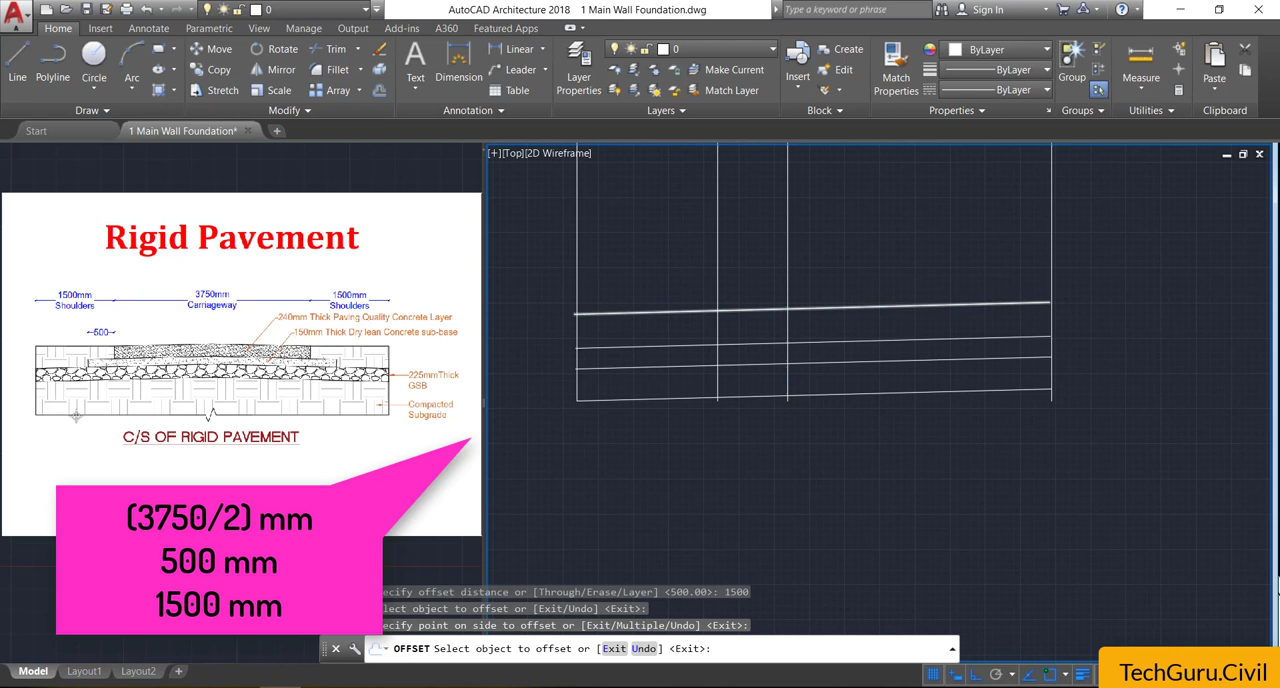 0
AutoCAD Architecture 2018 1 Main Wall Foundation.dwg
Type a keyword or phrase
Sign In
Home Insert Annotate Parametric View Manage Output Add-ins A360 Featured Apps
Line
Polyline
Circle
Arc
Move
Rotate
Trim
Copy
Mirror
Fillet
Stretch
Scale
Array
Text
Dimension
Linear
Leader
Table
Layer
Properties
0
Make Current
Match Layer
Insert
Create
Edit
Match
Properties
ByLayer
ByLayer
ByLayer
Group
Measure
Paste
Draw
Modify
Annotation
Layers
Block
Properties
Groups
Utilities
Clipboard
Start
1 Main Wall Foundation*
[+][Top][2D Wireframe]
Rigid Pavement
1500mm
Shoulders
3750mm
Carriageway
1500mm
Shoulders
240mm Thick Paving Quality Concrete Layer
500
150mm Thick Dry lean Concrete sub-base
225mmThick
GSB
Compacted
Subgrade
C/S OF RIGID PAVEMENT
(3750/2) mm
500 mm
1500 mm
ecify offset distance or [Through/Erase/Layer] <500.00>: 1500
lect object to offset or [Exit/Undo] <Exit>:
ecify point on side to offset or [Exit/Multiple/Undo] <Exit>:
OFFSET Select object to offset or [Exit Undo] <Exit>:
Model Layout1 Layout2
TechGuru.Civil